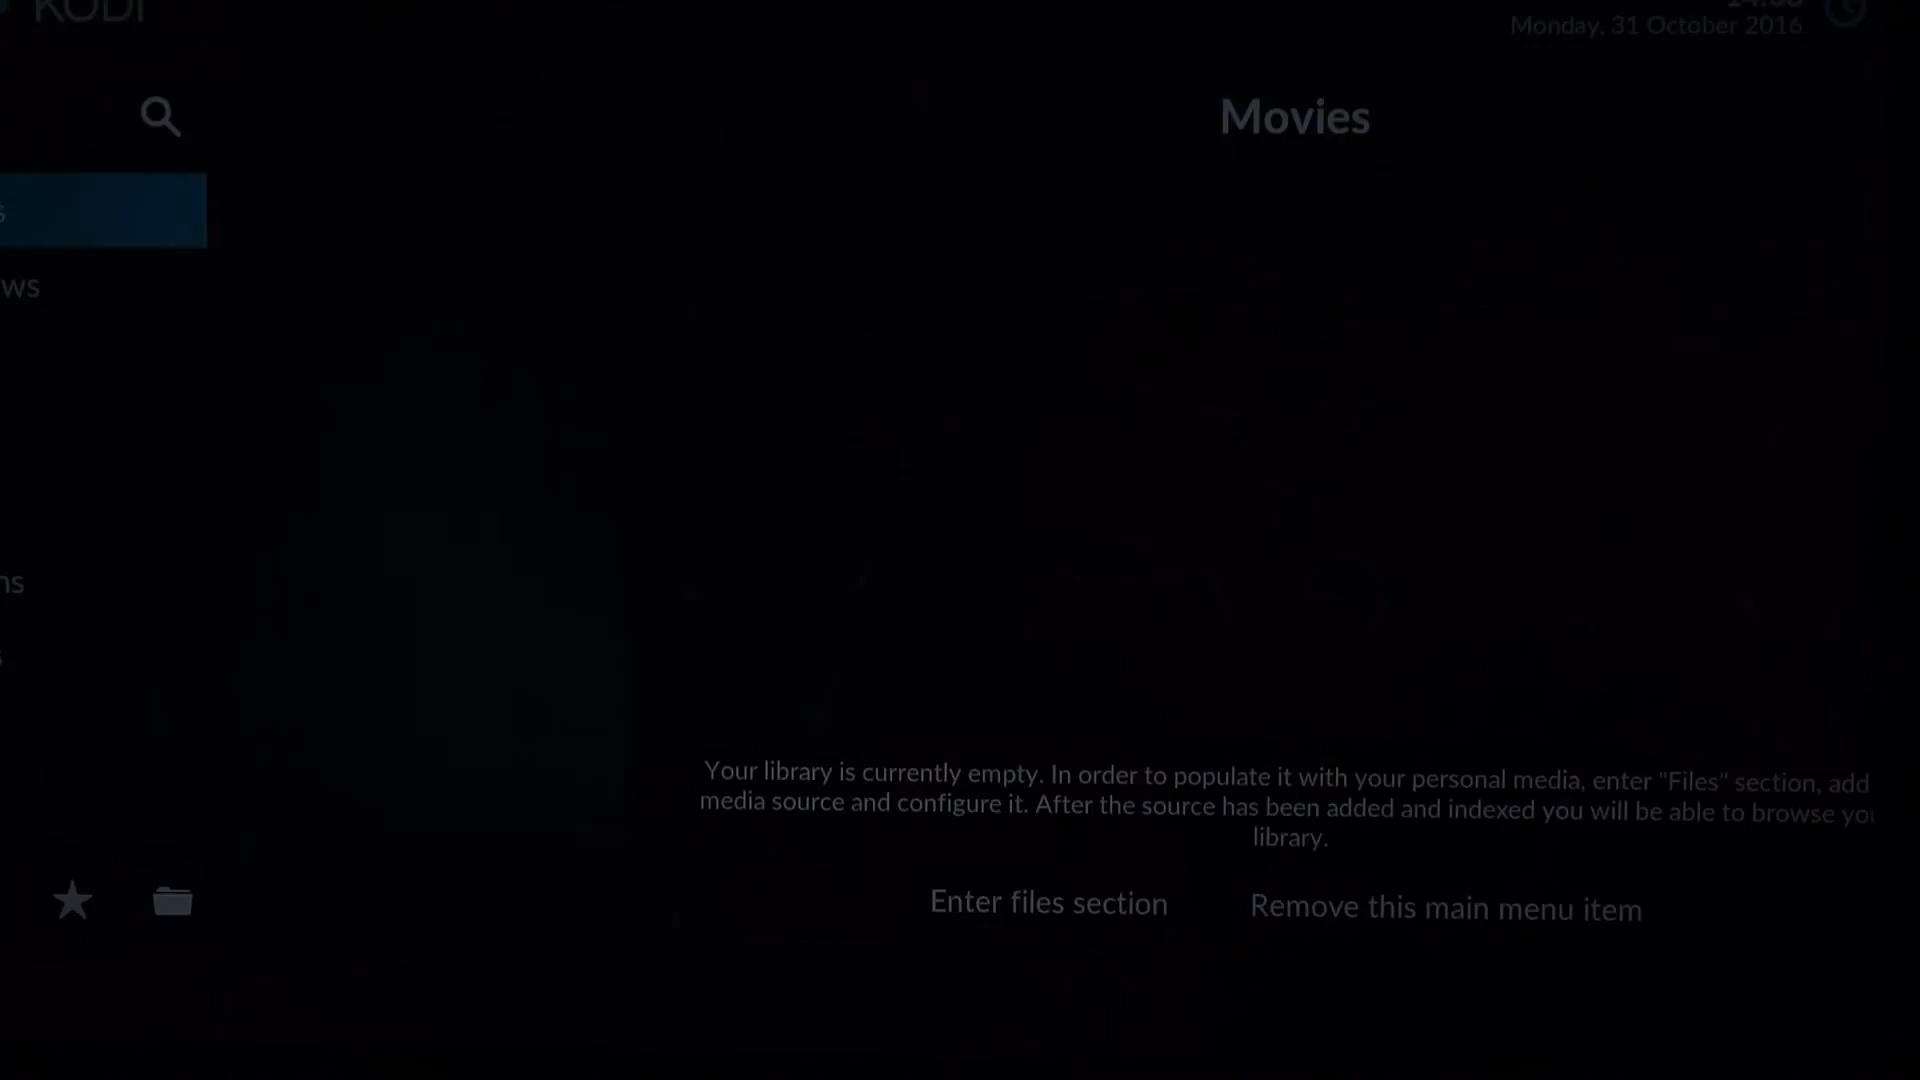 KODI
Monday, 31 October 2016
Movies
ws
ns
Your library is currently empty. In order to populate it with your personal media, enter "Files" section, add
media source and configure it. After the source has been added and indexed you will be able to browse you
library.
Enter files section
Remove this main menu item